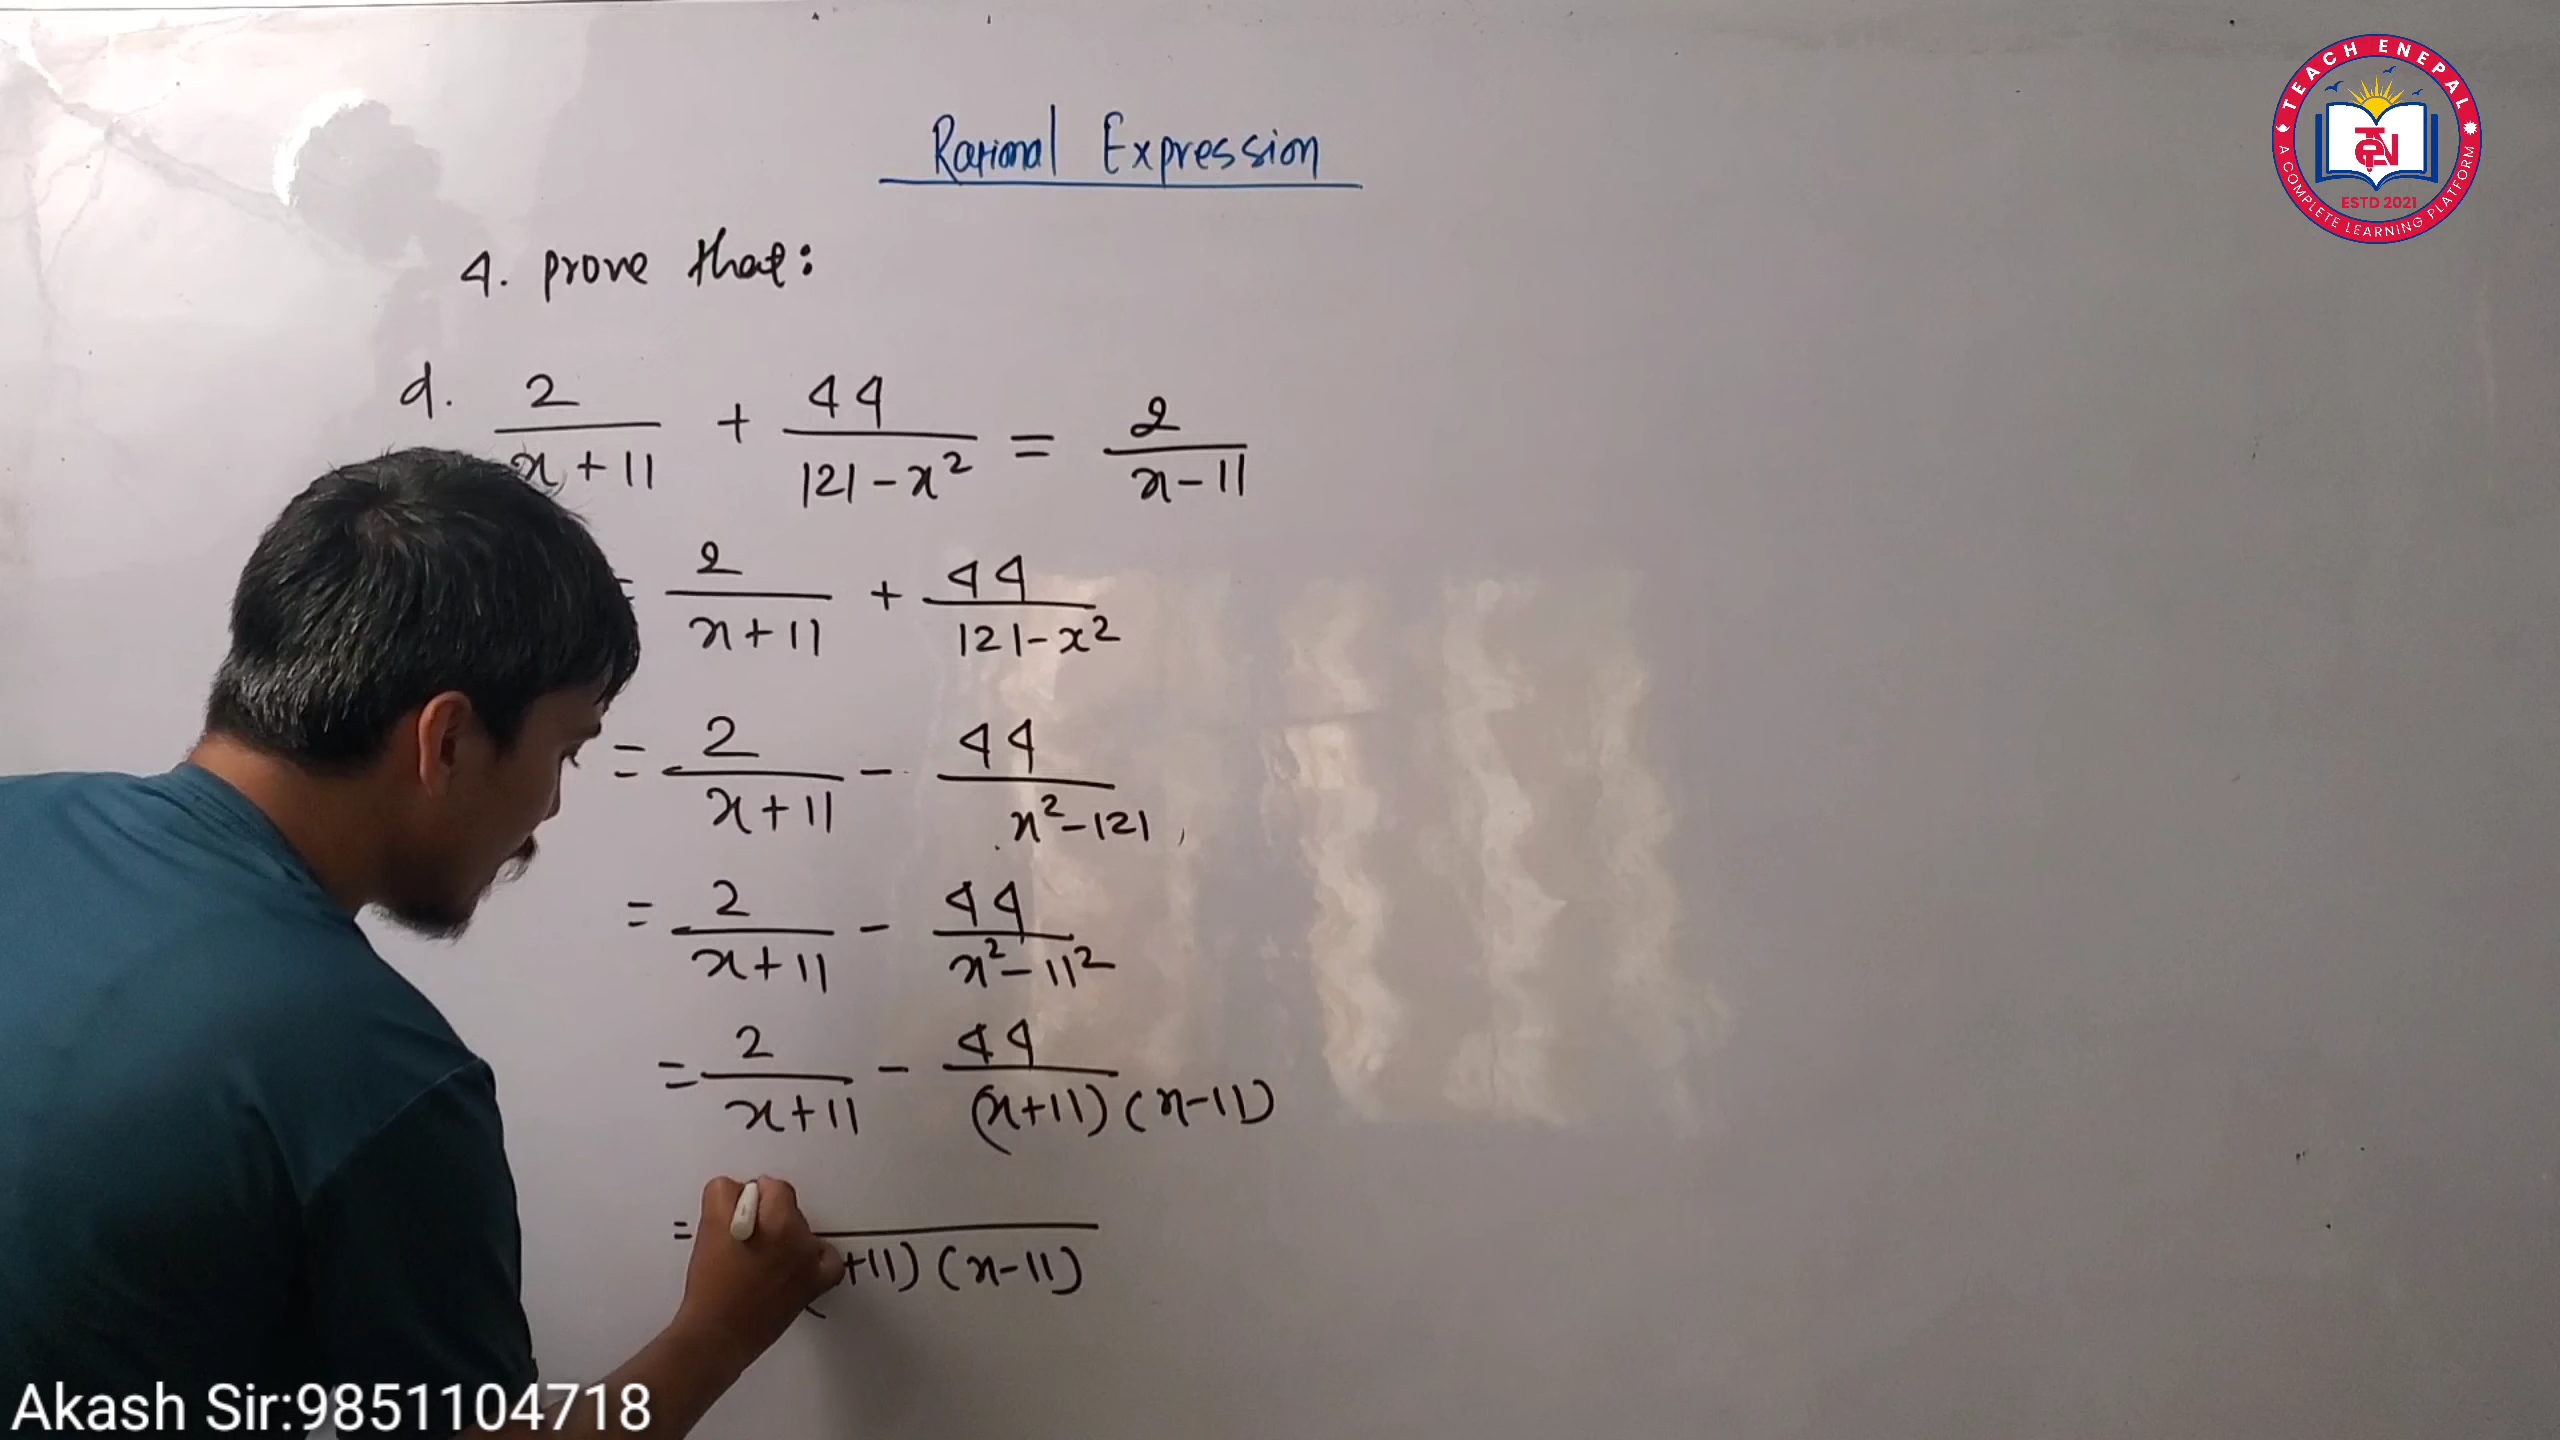 TEACH ENEPAL
TEN
ESTD 2021
A COMPLETE LEARNING PLATFORM
Rational Expression
4. prove that:
d. 2/(x+11) + 44/(121-x²) = 2/(x-11)
= 2/(x+11) + 44/(121-x²)
= 2/(x+11) - 44/(x²-121)
= 2/(x+11) - 44/(x²-11²)
= 2/(x+11) - 44/((x+11)(x-11))
= /( +11)(x-11)
Akash Sir:9851104718